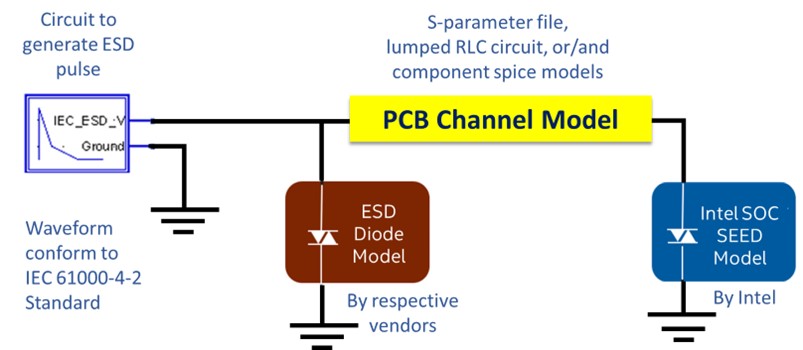 Circuit to
generate ESD
pulse
S-parameter file,
lumped RLC circuit, or/and
component spice models
IEC_ESD_V
Ground
PCB Channel Model
ESD
Diode
Model
Intel SOC
SEED
Model
Waveform
conform to
IEC 61000-4-2
Standard
By respective
vendors
By Intel